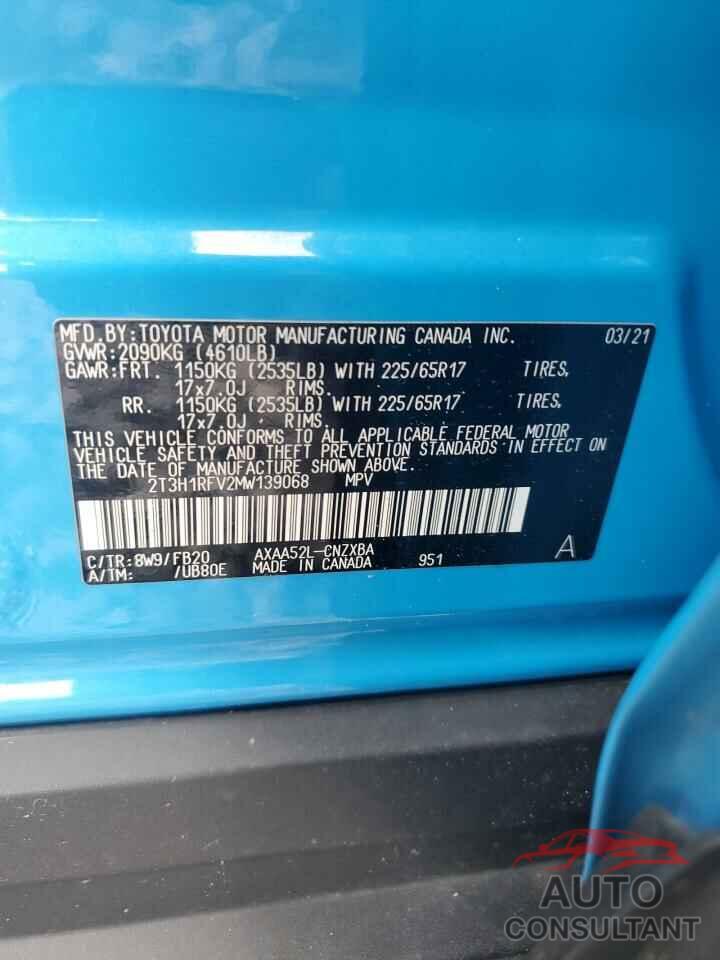 MFD.BY:TOYOTA MOTOR MANUFACTURING CANADA INC. 03/21
GVWR:2090KG (4610LB)
GAWR:FRT. 1150KG (2535LB) WITH 225/65R17 TIRES,
17x7.0J RIMS.
RR. 1150KG (2535LB) WITH 225/65R17 TIRES,
17x7.0J RIMS.
THIS VEHICLE CONFORMS TO ALL APPLICABLE FEDERAL MOTOR
VEHICLE SAFETY AND THEFT PREVENTION STANDARDS IN EFFECT ON
THE DATE OF MANUFACTURE SHOWN ABOVE.
2T3H1RFV2MW139068 MPV
C/TR:8W9/FB20 AXAA52L-CNZXBA A
A/TM: /UB80E MADE IN CANADA 951
AUTO
CONSULTANT